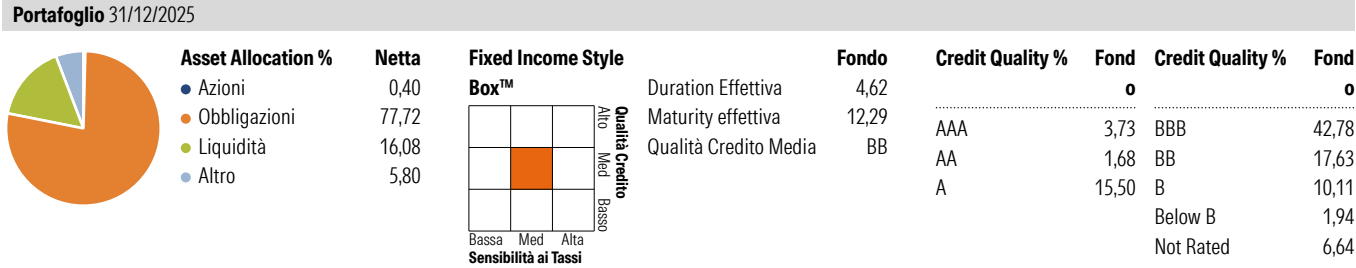 Portafoglio 31/12/2025
Asset Allocation % Netta
Azioni 0,40
Obbligazioni 77,72
Liquidità 16,08
Altro 5,80
Fixed Income Style Box™
Alto Med Basso
Qualità Credito
Bassa Med Alta
Sensibilità ai Tassi
Fondo
Duration Effettiva 4,62
Maturity effettiva 12,29
Qualità Credito Media BB
Credit Quality % Fond
o
AAA 3,73
AA 1,68
A 15,50
Credit Quality % Fond
o
BBB 42,78
BB 17,63
B 10,11
Below B 1,94
Not Rated 6,64